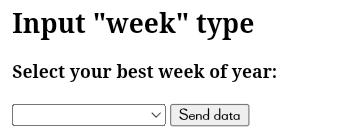 Input "week" type
Select your best week of year:
Send data